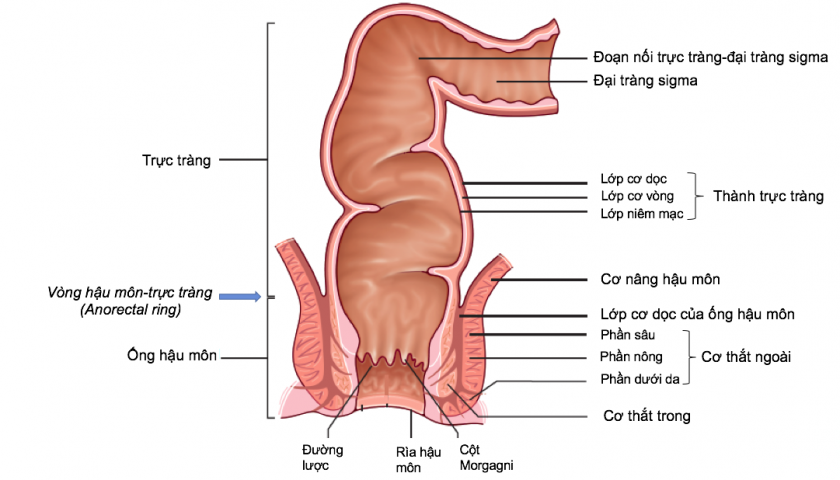 Đoạn nối trực tràng-đại tràng sigma
Đại tràng sigma
Trực tràng
Lớp cơ dọc
Lớp cơ vòng
Lớp niêm mạc
Thành trực tràng
Cơ nâng hậu môn
Vòng hậu môn-trực tràng
(Anorectal ring)
Lớp cơ dọc của ống hậu môn
Phần sâu
Phần nông
Phần dưới da
Cơ thắt ngoài
Ống hậu môn
Cơ thắt trong
Đường
lược
Rìa hậu
môn
Cột
Morgagni